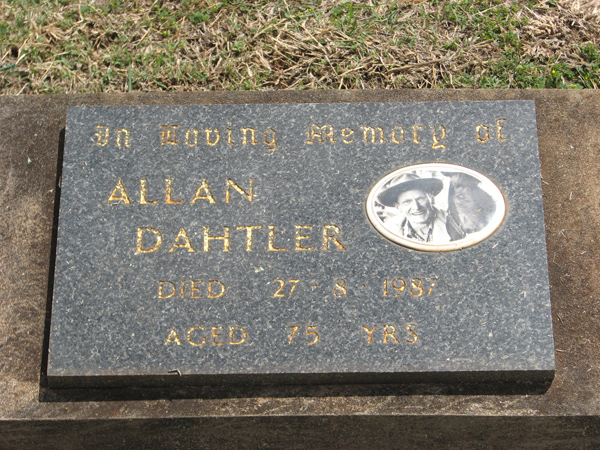 In Loving Memory of
ALLAN
DAHTLER
DIED 27 · 8 · 1987
AGED 75 YRS